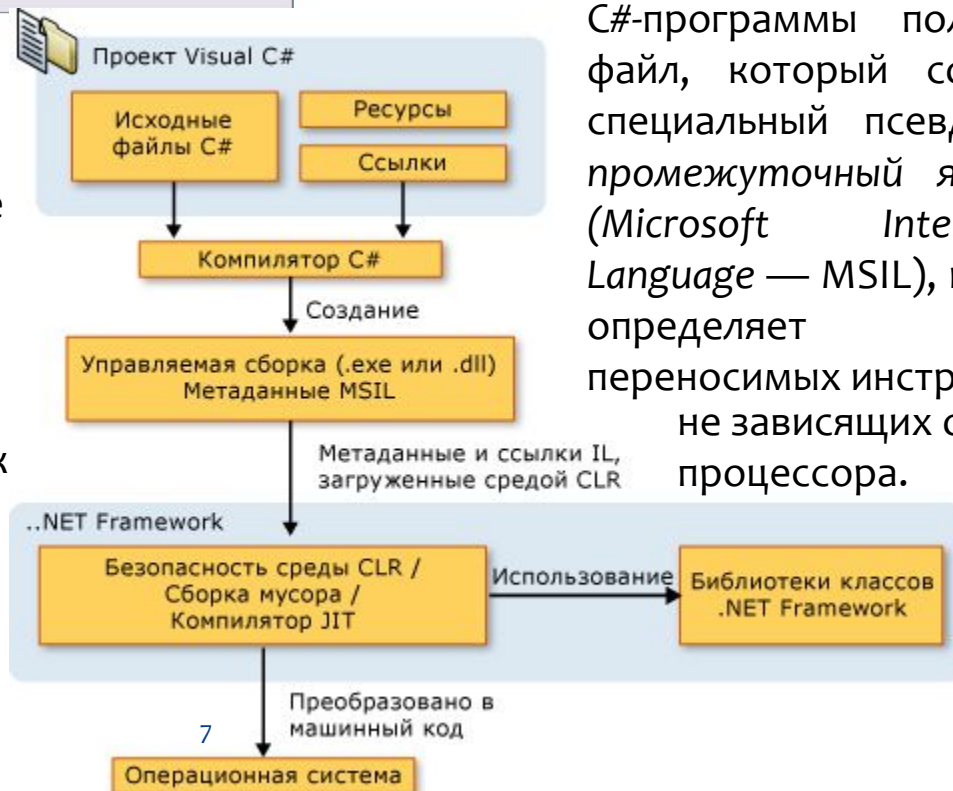 Проект Visual C#
Исходные
файлы C#
Ресурсы
Ссылки
Компилятор C#
Создание
Управляемая сборка (.exe или .dll)
Метаданные MSIL
Метаданные и ссылки IL,
загруженные средой CLR
..NET Framework
Безопасность среды CLR /
Сборка мусора /
Компилятор JIT
Использование
Библиотеки классов
.NET Framework
Преобразовано в
машинный код
7
Операционная система
C#-программы
файл, который
специальный
промежуточный
(Microsoft
Language — MSIL),
определяет
переносимых
не зависящих
процессора.